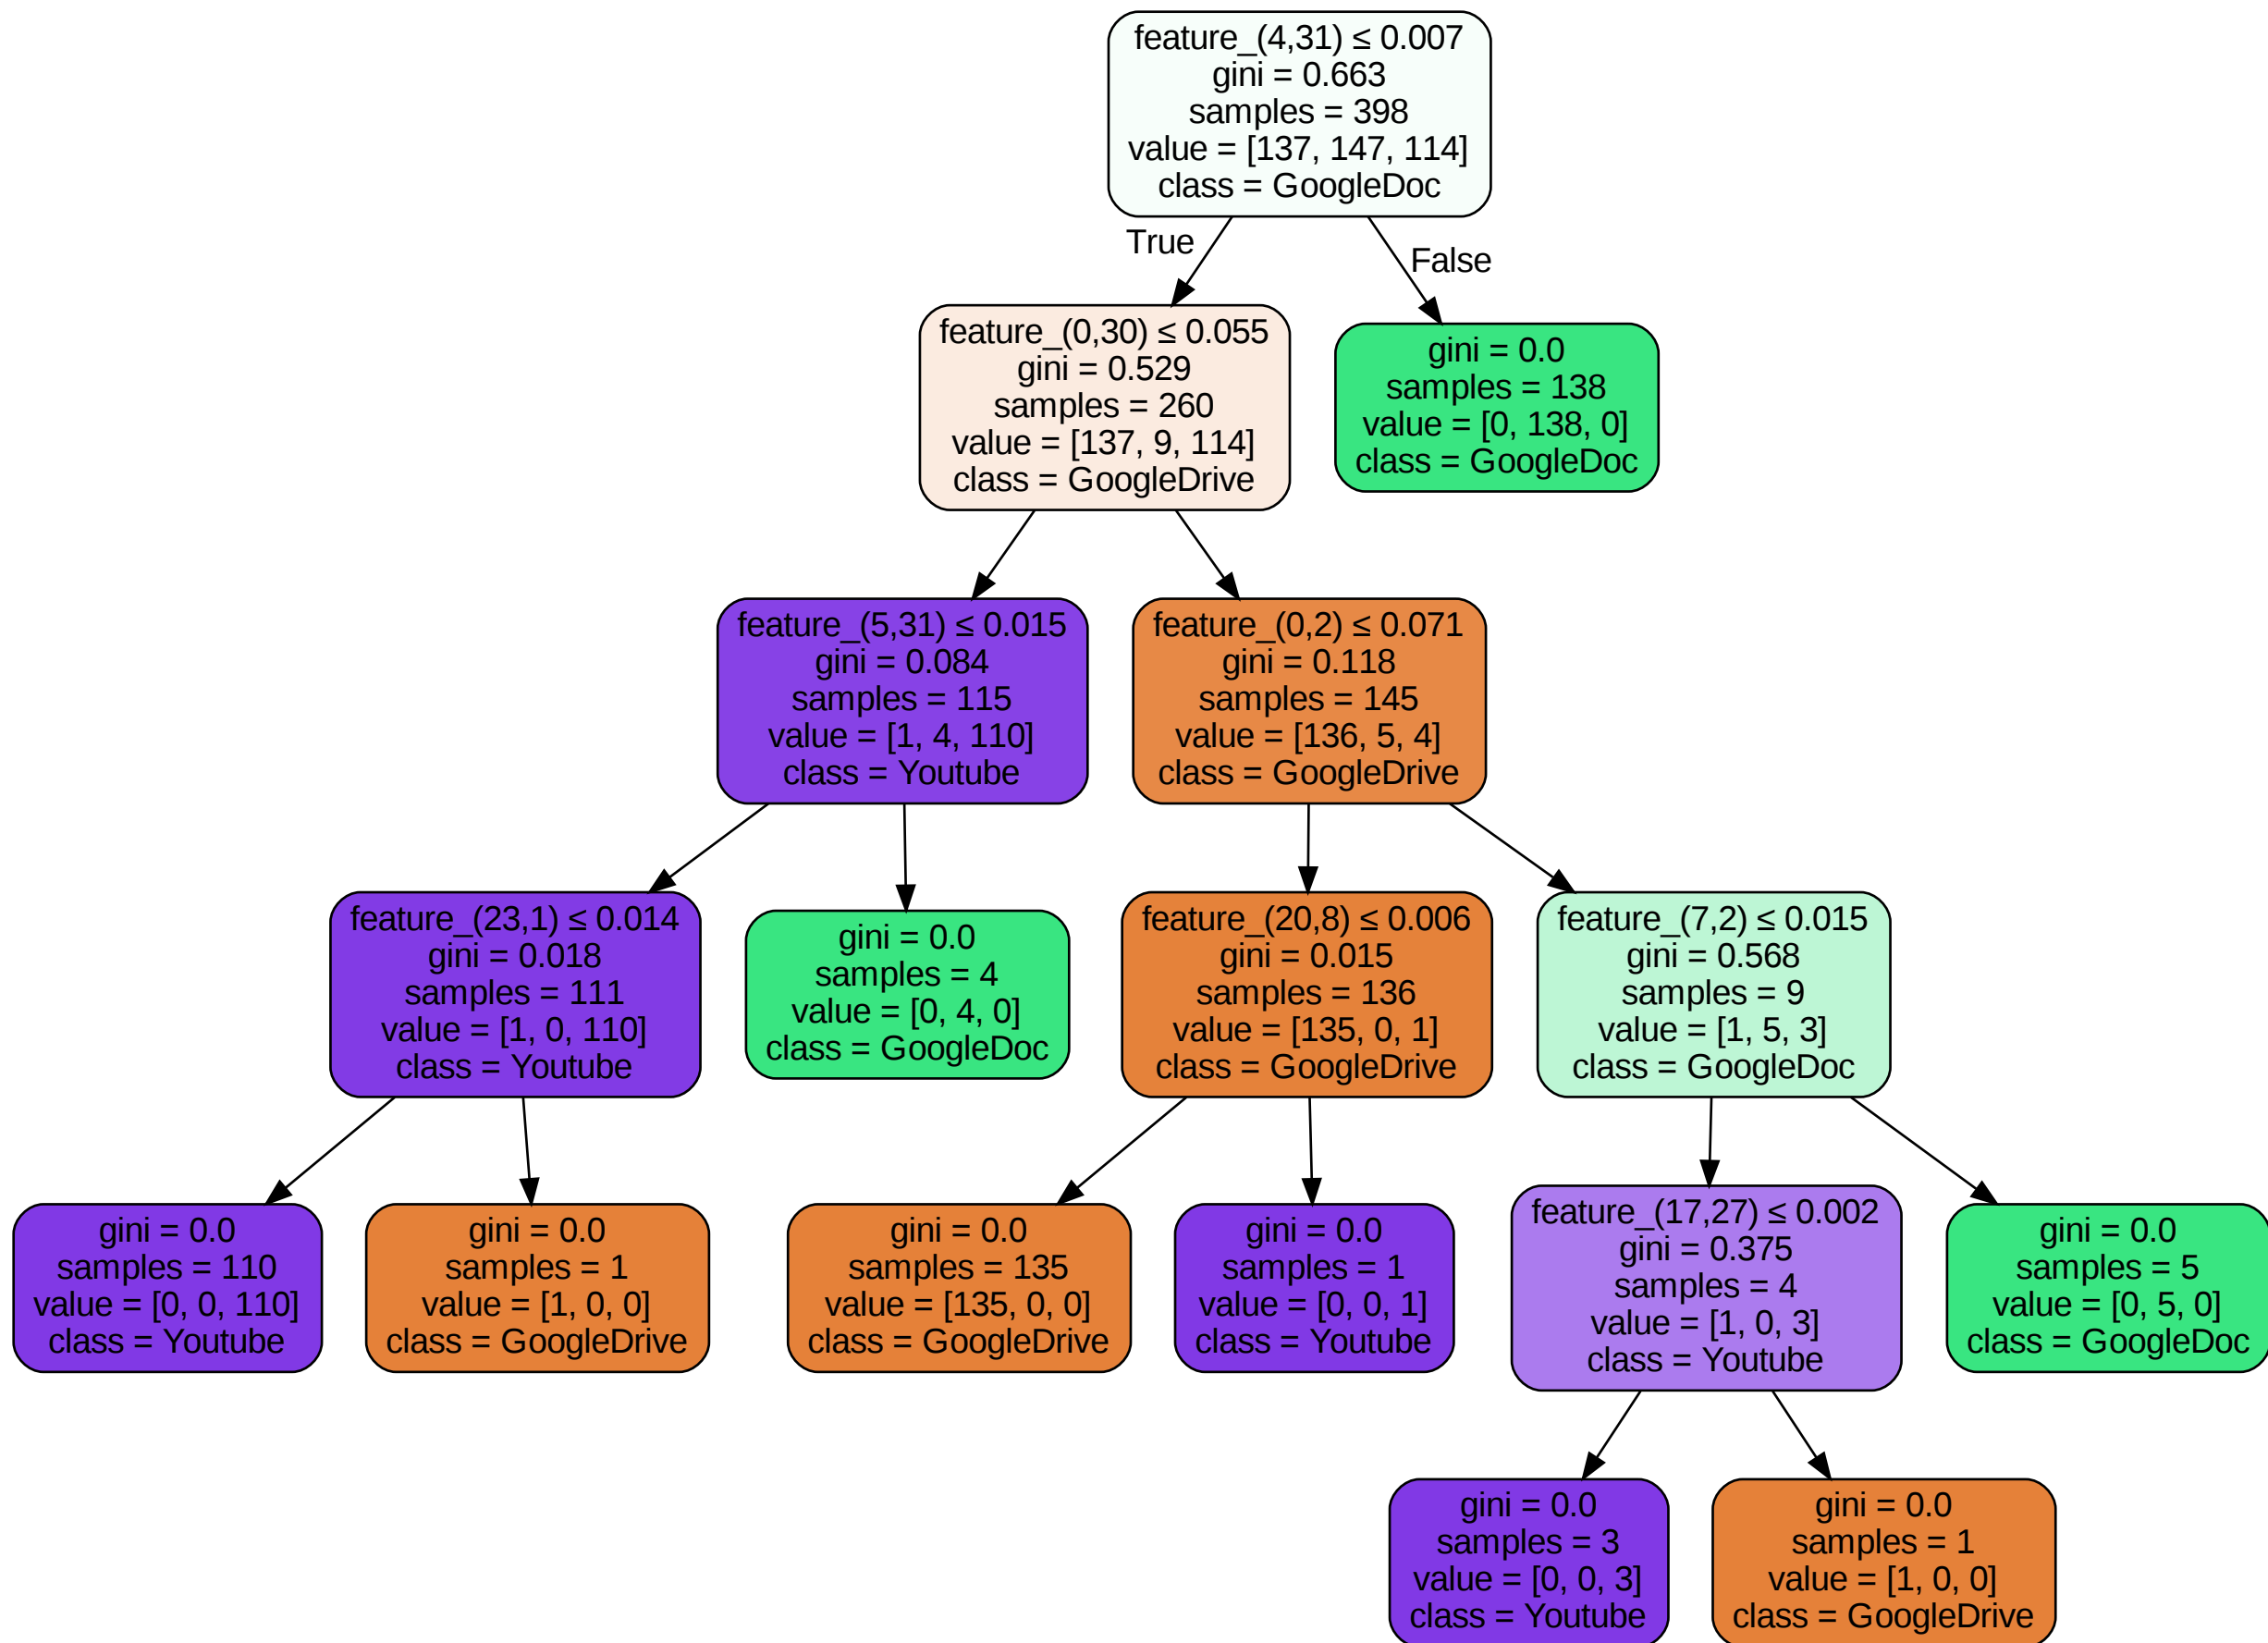 feature_(4,31) ≤ 0.007
gini = 0.663
samples = 398
value = [137, 147, 114]
class = GoogleDoc
True
False
feature_(0,30) ≤ 0.055
gini = 0.529
samples = 260
value = [137, 9, 114]
class = GoogleDrive
gini = 0.0
samples = 138
value = [0, 138, 0]
class = GoogleDoc
feature_(5,31) ≤ 0.015
gini = 0.084
samples = 115
value = [1, 4, 110]
class = Youtube
feature_(0,2) ≤ 0.071
gini = 0.118
samples = 145
value = [136, 5, 4]
class = GoogleDrive
feature_(23,1) ≤ 0.014
gini = 0.018
samples = 111
value = [1, 0, 110]
class = Youtube
gini = 0.0
samples = 4
value = [0, 4, 0]
class = GoogleDoc
feature_(20,8) ≤ 0.006
gini = 0.015
samples = 136
value = [135, 0, 1]
class = GoogleDrive
feature_(7,2) ≤ 0.015
gini = 0.568
samples = 9
value = [1, 5, 3]
class = GoogleDoc
gini = 0.0
samples = 110
value = [0, 0, 110]
class = Youtube
gini = 0.0
samples = 1
value = [1, 0, 0]
class = GoogleDrive
gini = 0.0
samples = 135
value = [135, 0, 0]
class = GoogleDrive
gini = 0.0
samples = 1
value = [0, 0, 1]
class = Youtube
feature_(17,27) ≤ 0.002
gini = 0.375
samples = 4
value = [1, 0, 3]
class = Youtube
gini = 0.0
samples = 5
value = [0, 5, 0]
class = GoogleDoc
gini = 0.0
samples = 3
value = [0, 0, 3]
class = Youtube
gini = 0.0
samples = 1
value = [1, 0, 0]
class = GoogleDrive